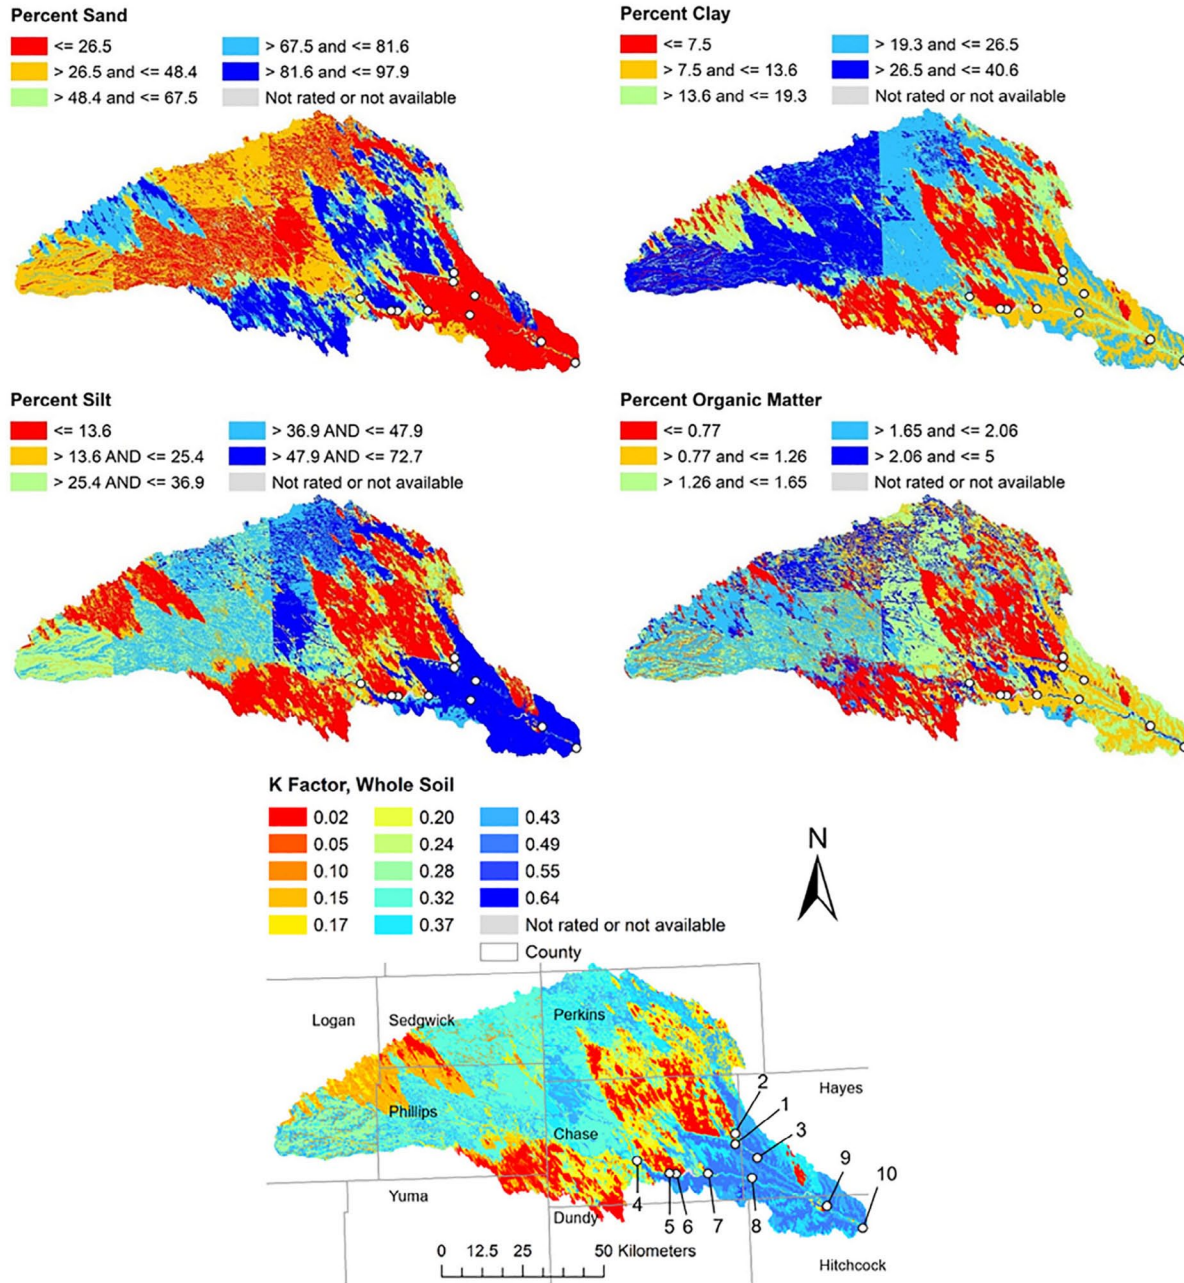 Percent Sand
<= 26.5
> 67.5 and <= 81.6
> 26.5 and <= 48.4
> 81.6 and <= 97.9
> 48.4 and <= 67.5
Not rated or not available
Percent Clay
<= 7.5
> 19.3 and <= 26.5
> 7.5 and <= 13.6
> 26.5 and <= 40.6
> 13.6 and <= 19.3
Not rated or not available
Percent Silt
<= 13.6
> 36.9 AND <= 47.9
> 13.6 AND <= 25.4
> 47.9 AND <= 72.7
> 25.4 AND <= 36.9
Not rated or not available
Percent Organic Matter
<= 0.77
> 1.65 and <= 2.06
> 0.77 and <= 1.26
> 2.06 and <= 5
> 1.26 and <= 1.65
Not rated or not available
K Factor, Whole Soil
0.02
0.20
0.43
0.05
0.24
0.49
0.10
0.28
0.55
0.15
0.32
0.64
0.17
0.37
Not rated or not available
County
N
Logan
Sedgwick
Perkins
Phillips
Chase
Hayes
Yuma
Dundy
Hitchcock
2
1
3
9
10
4
5
6
7
8
0 12.5 25 50 Kilometers